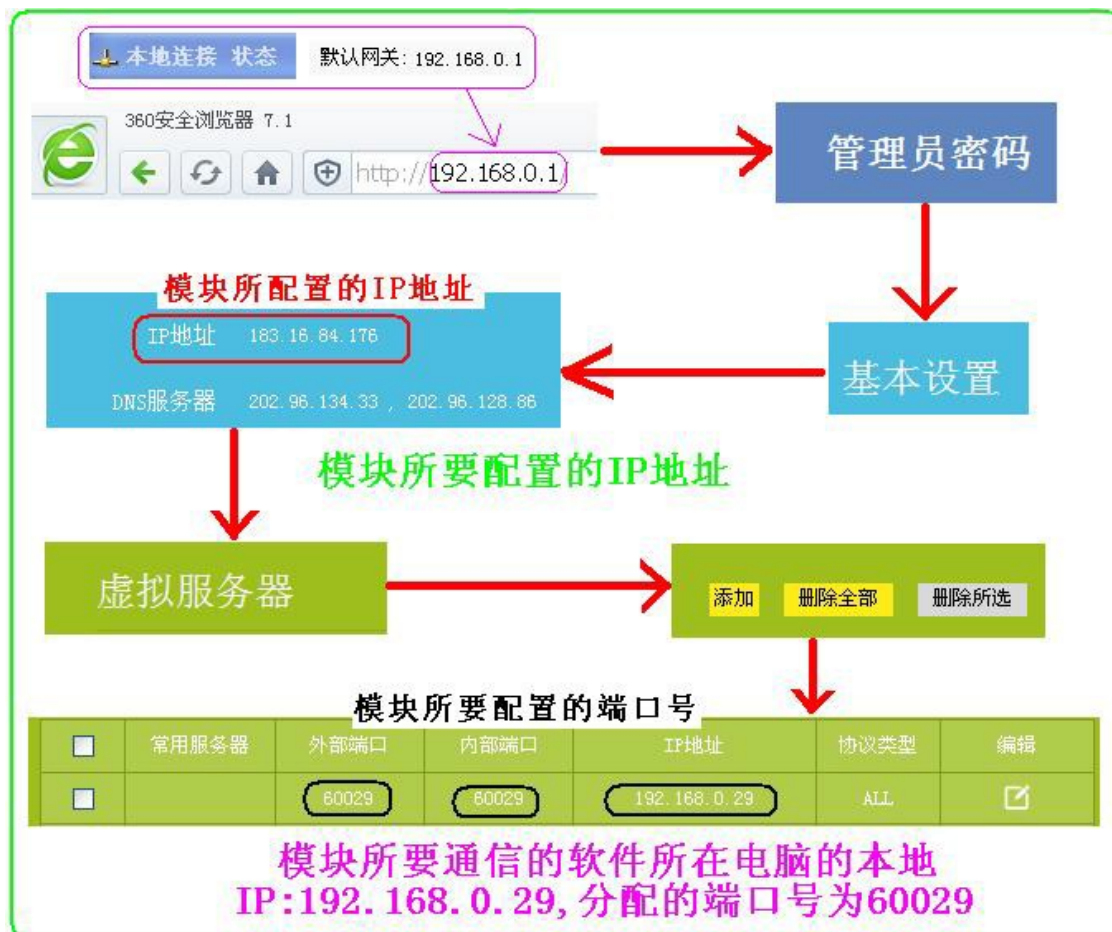 本地连接 状态 默认网关: 192.168.0.1
360安全浏览器 7.1
http://192.168.0.1/
管理员密码
模块所配置的IP地址
IP地址 183.16.84.176
DNS服务器 202.96.134.33 , 202.96.128.86
基本设置
模块所要配置的IP地址
虚拟服务器
添加 删除全部 删除所选
模块所要配置的端口号
常用服务器 外部端口 内部端口 IP地址 协议类型 编辑
60029 60029 192.168.0.29 ALL
模块所要通信的软件所在电脑的本地
IP:192.168.0.29,分配的端口号为60029